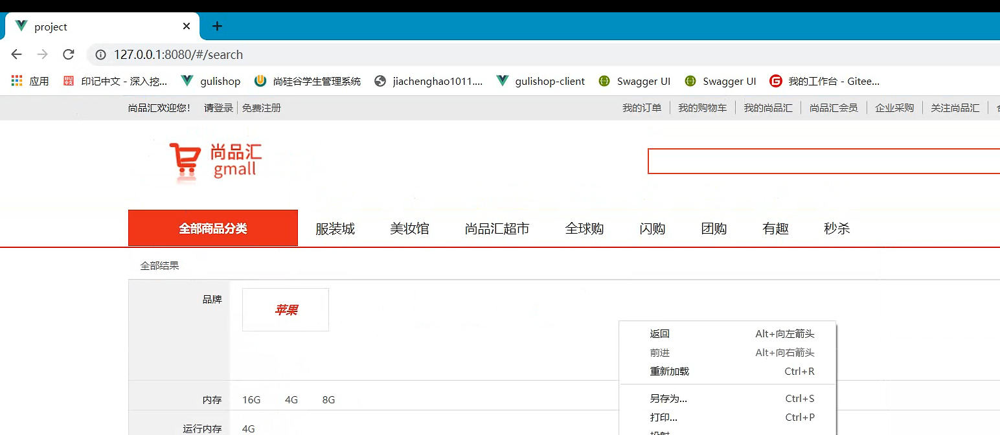 project
127.0.0.1:8080/#/search
应用 印记中文 - 深入挖... gulishop 尚硅谷学生管理系统 jiachenghao1011.... gulishop-client Swagger UI Swagger UI 我的工作台 - Gitee...
尚品汇欢迎您！ 请登录 免费注册 我的订单 我的购物车 我的尚品汇 尚品汇会员 企业采购 关注尚品汇
尚品汇
gmall
全部商品分类 服装城 美妆馆 尚品汇超市 全球购 闪购 团购 有趣 秒杀
全部结果
品牌 苹果
返回 Alt+向左箭头
前进 Alt+向右箭头
重新加载 Ctrl+R
另存为... Ctrl+S
内存 16G 4G 8G
打印... Ctrl+P
运行内存 4G